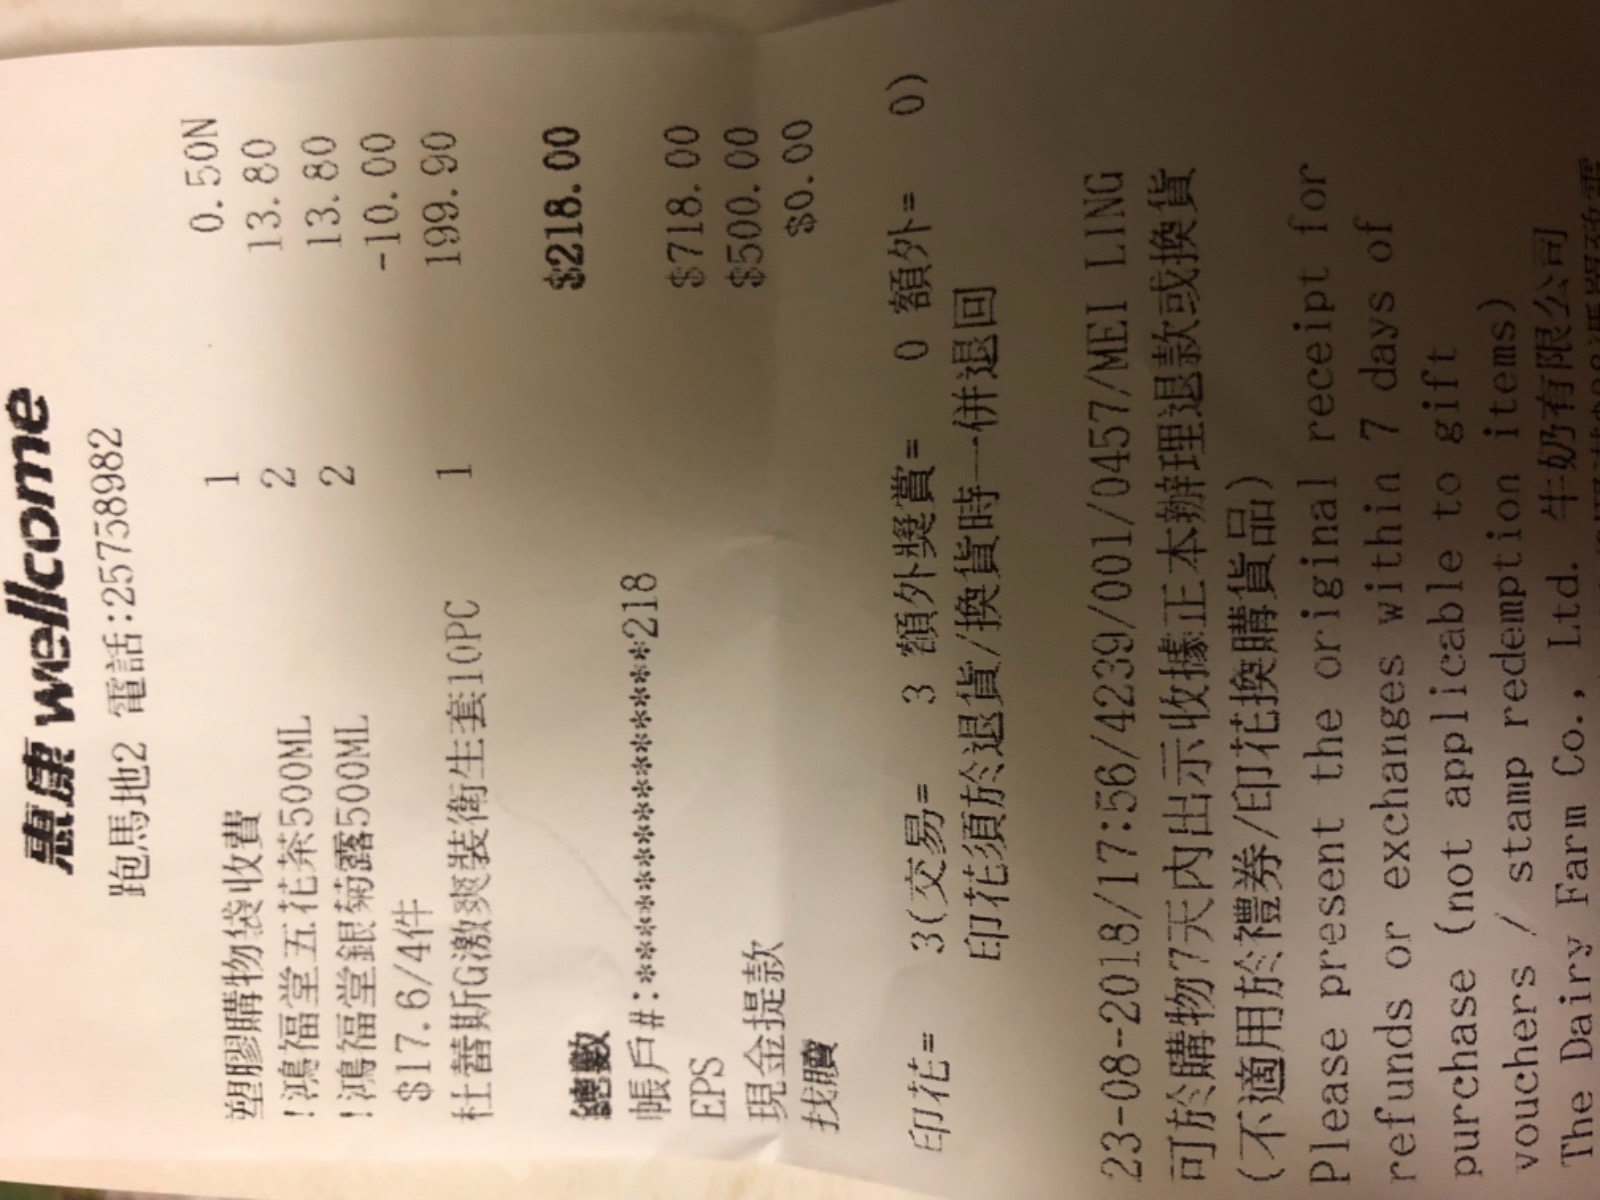 惠康 wellcome
跑馬地2 電話:25758982
塑膠購物袋收費 1 0.50N
!鴻福堂五花茶500ML 2 13.80
!鴻福堂銀菊露500ML 2 13.80
$17.6/4件 -10.00
杜蕾斯G激爽裝衛生套10PC 1 199.90
總數 $218.00
帳戶#:***************218
EPS $718.00
現金提款 $500.00
找贖 $0.00
印花= 3(交易= 3 額外獎賞= 0 額外= 0)
印花須於退貨/換貨時一併退回
23-08-2018/17:56/4239/001/0457/MEI LING
可於購物7天內出示收據正本辦理退款或換貨
(不適用於禮券/印花換購貨品)
Please present the original receipt for
refunds or exchanges within 7 days of
purchase (not applicable to gift
vouchers / stamp redemption items)
The Dairy Farm Co., Ltd. 牛奶有限公司